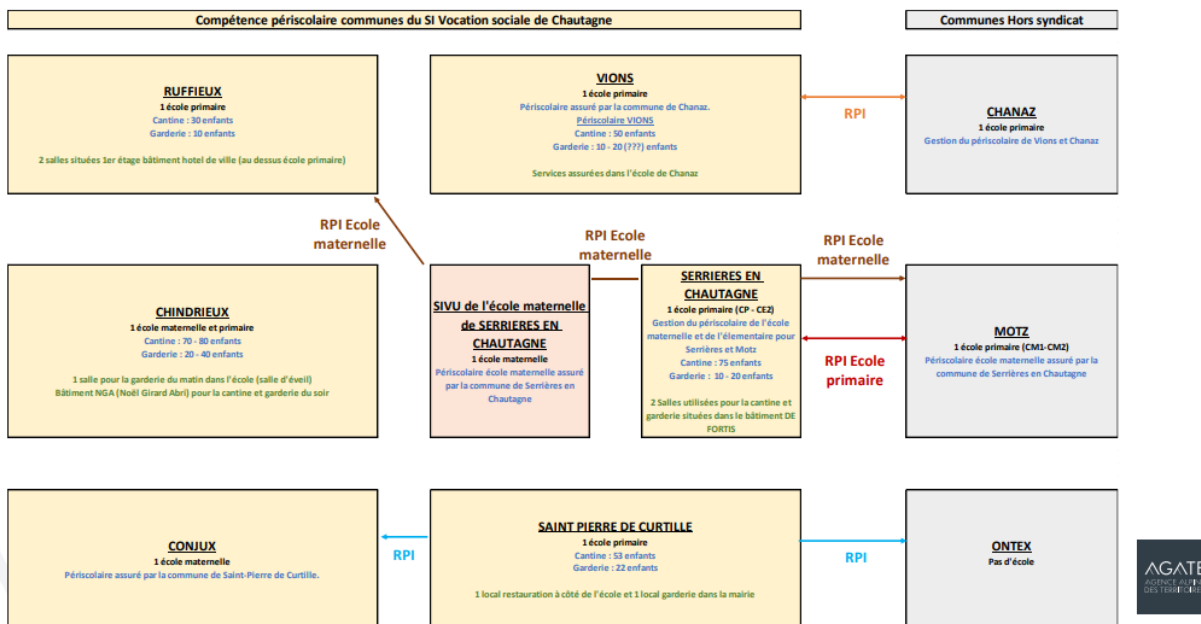 Compétence périscolaire communes du SI Vocation sociale de Chautagne
Communes Hors syndicat
RUFFIEUX
1 école primaire
Cantine : 30 enfants
Garderie : 10 enfants
2 salles situées 1er étage bâtiment hotel de ville (au dessus école primaire)
VIONS
1 école primaire
Périscolaire assuré par la commune de Chanaz.
Périscolaire VIONS
Cantine : 50 enfants
Garderie : 10 - 20 (???) enfants
Services assurées dans l'école de Chanaz
RPI
CHANAZ
1 école primaire
Gestion du périscolaire de Vions et Chanaz
RPI Ecole
maternelle
RPI Ecole
maternelle
RPI Ecole
maternelle
CHINDRIEUX
1 école maternelle et primaire
Cantine : 70 - 80 enfants
Garderie : 20 - 40 enfants
1 salle pour la garderie du matin dans l'école (salle d'éveil)
Bâtiment NGA (Noël Girard Abri) pour la cantine et garderie du soir
SIVU de l'école maternelle
de SERRIERES EN
CHAUTAGNE
1 école maternelle
Périscolaire école maternelle assuré
par la commune de Serrières en
Chautagne
SERRIERES EN
CHAUTAGNE
1 école primaire (CP - CE2)
Gestion du périscolaire de l'école
maternelle et de l'élementaire pour
Serrières et Motz
Cantine : 75 enfants
Garderie : 10 - 20 enfants
2 Salles utilisées pour la cantine et
garderie situées dans le bâtiment DE
FORTIS
RPI Ecole
primaire
MOTZ
1 école primaire (CM1-CM2)
Périscolaire école maternelle assuré par la
commune de Serrières en Chautagne
CONJUX
1 école maternelle
Périscolaire assuré par la commune de Saint-Pierre de Curtille.
RPI
SAINT PIERRE DE CURTILLE
1 école primaire
Cantine : 53 enfants
Garderie : 22 enfants
1 local restauration à côté de l'école et 1 local garderie dans la mairie
RPI
ONTEX
Pas d'école
AGATE
AGENCE ALPINE
DES TERRITOIRES